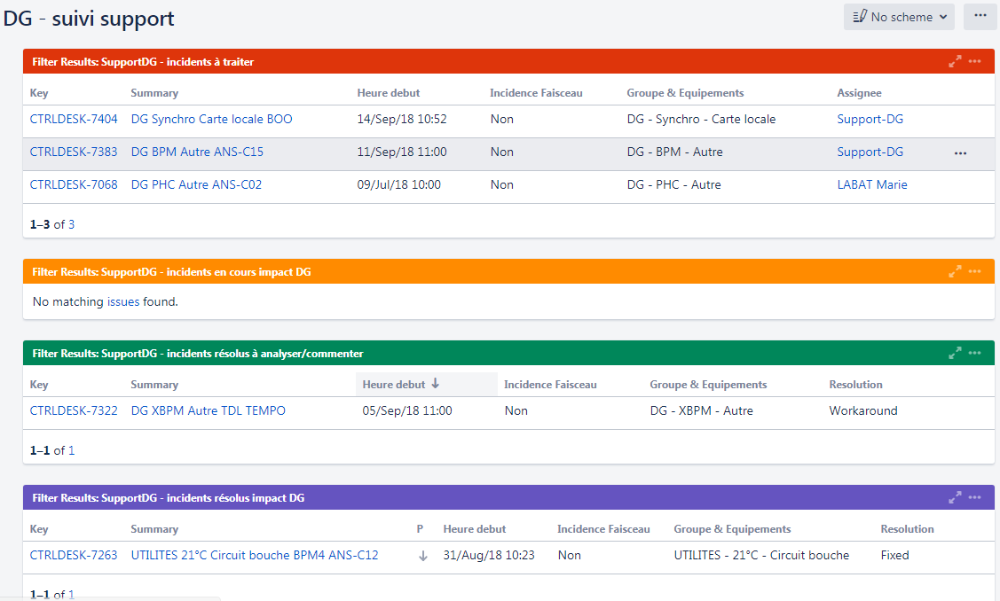 DG - suivi support
No scheme
Filter Results: SupportDG - incidents à traiter
Key Summary Heure debut Incidence Faisceau Groupe & Equipements Assignee
CTRLDESK-7404 DG Synchro Carte locale BOO 14/Sep/18 10:52 Non DG - Synchro - Carte locale Support-DG
CTRLDESK-7383 DG BPM Autre ANS-C15 11/Sep/18 11:00 Non DG - BPM - Autre Support-DG
CTRLDESK-7068 DG PHC Autre ANS-C02 09/Jul/18 10:00 Non DG - PHC - Autre LABAT Marie
1–3 of 3
Filter Results: SupportDG - incidents en cours impact DG
No matching issues found.
Filter Results: SupportDG - incidents résolus à analyser/commenter
Key Summary Heure debut Incidence Faisceau Groupe & Equipements Resolution
CTRLDESK-7322 DG XBPM Autre TDL TEMPO 05/Sep/18 11:00 Non DG - XBPM - Autre Workaround
1–1 of 1
Filter Results: SupportDG - incidents résolus impact DG
Key Summary P Heure debut Incidence Faisceau Groupe & Equipements Resolution
CTRLDESK-7263 UTILITES 21°C Circuit bouche BPM4 ANS-C12 31/Aug/18 10:23 Non UTILITES - 21°C - Circuit bouche Fixed
1–1 of 1